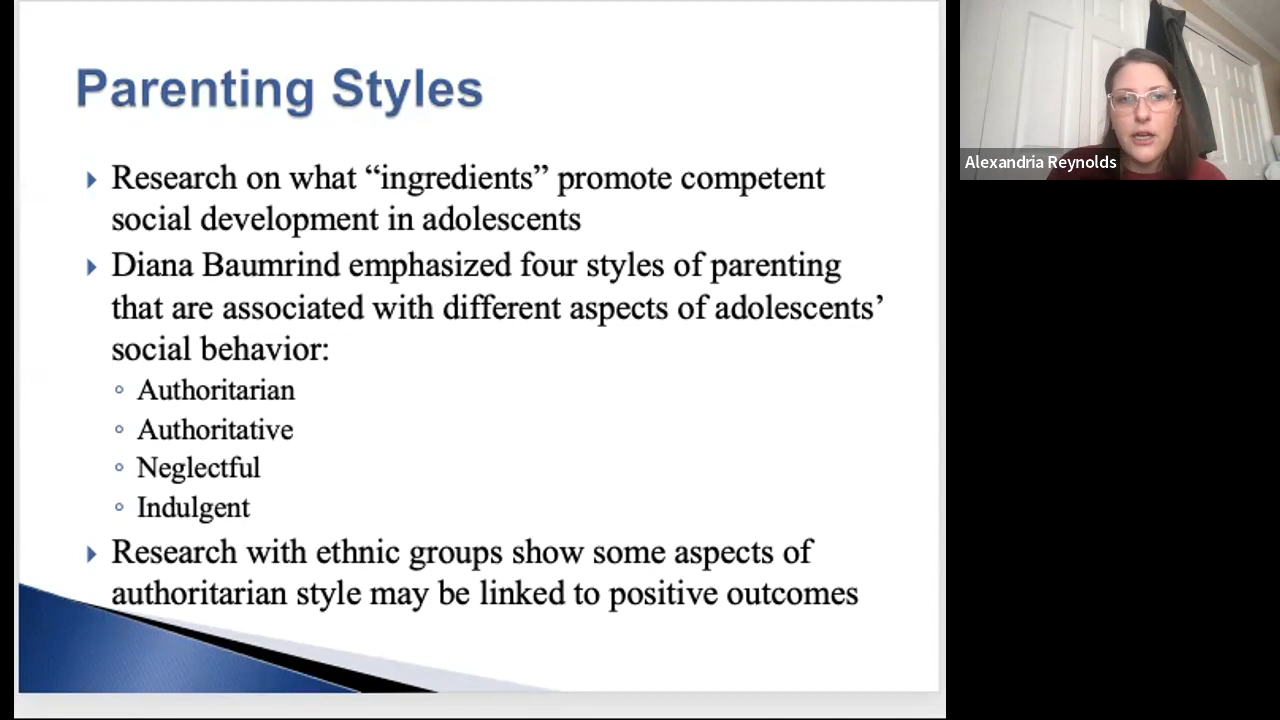 Parenting Styles
Research on what “ingredients” promote competent
social development in adolescents
Diana Baumrind emphasized four styles of parenting
that are associated with different aspects of adolescents’
social behavior:
Authoritarian
Authoritative
Neglectful
Indulgent
Research with ethnic groups show some aspects of
authoritarian style may be linked to positive outcomes
Alexandria Reynolds